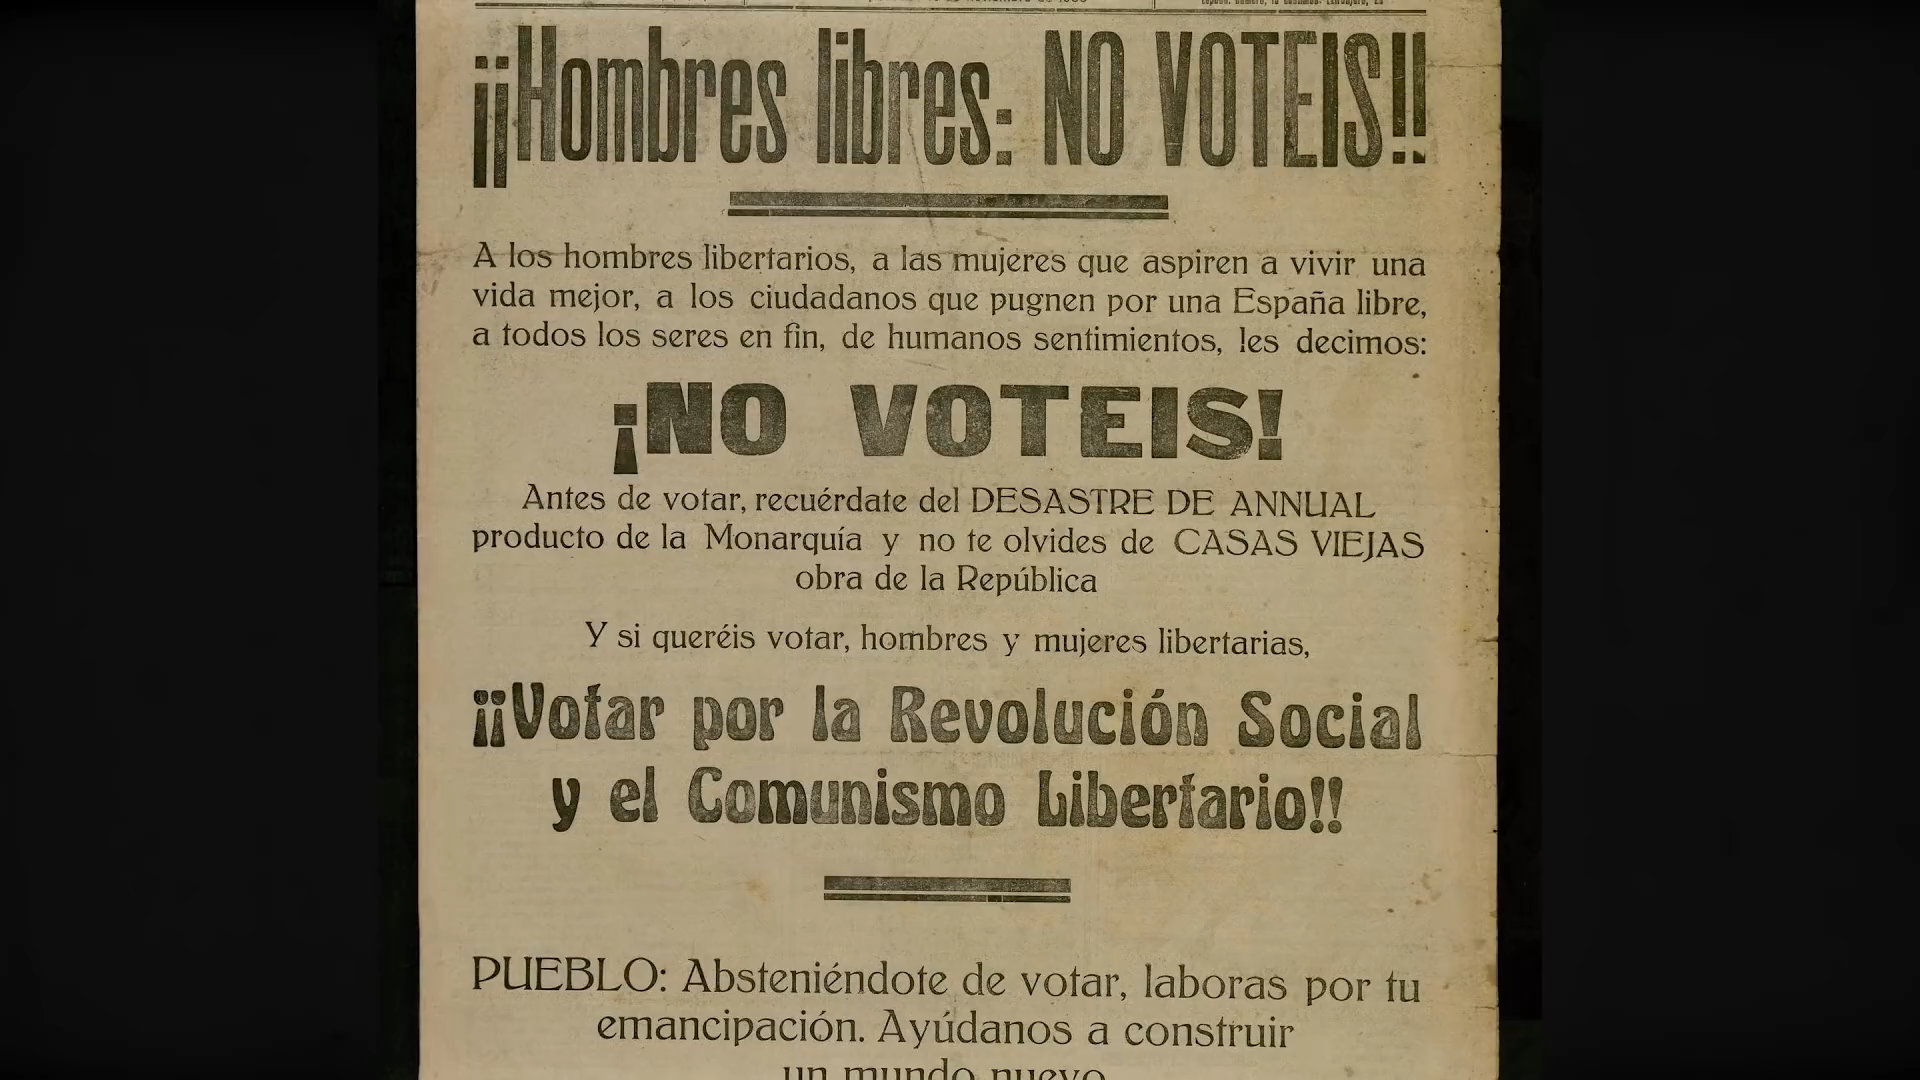 ¡¡Hombres libres: NO VOTEIS!!
A los hombres libertarios, a las mujeres que aspiren a vivir una
vida mejor, a los ciudadanos que pugnen por una España libre,
a todos los seres en fin, de humanos sentimientos, les decimos:
¡NO VOTEIS!
Antes de votar, recuérdate del DESASTRE DE ANNUAL
producto de la Monarquía y no te olvides de CASAS VIEJAS
obra de la República
Y si queréis votar, hombres y mujeres libertarias,
¡¡Votar por la Revolución Social
y el Comunismo Libertario!!
PUEBLO: Absteniéndote de votar, laboras por tu
emancipación. Ayúdanos a construir
un mundo nuevo